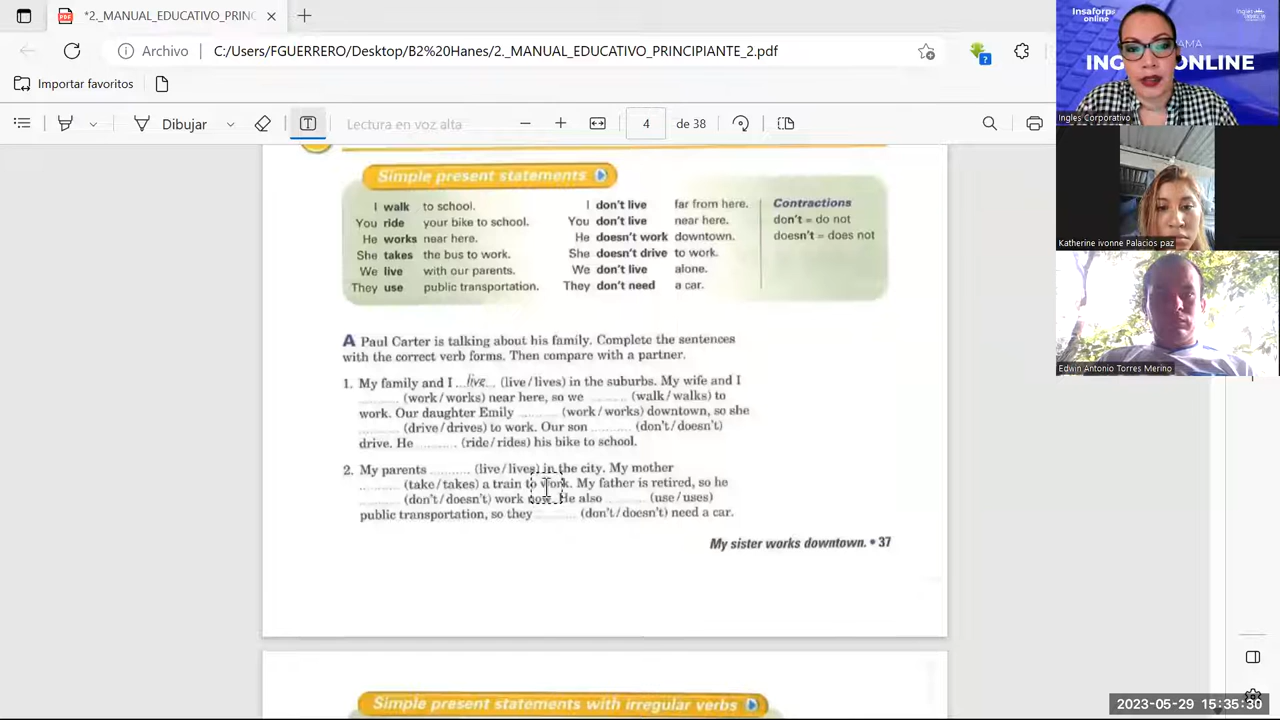 *2_MANUAL_EDUCATIVO_PRINC
Archivo
C:/Users/FGUERRERO/Desktop/B2%20Hanes/2._MANUAL_EDUCATIVO_PRINCIPIANTE_2.pdf
Importar favoritos
Dibujar
Lectura en voz alta
4
de 38
Simple present statements
I walk to school.
You ride your bike to school.
He works near here.
She takes the bus to work.
We live with our parents.
They use public transportation.
I don't live far from here.
You don't live near here.
He doesn't work downtown.
She doesn't drive to work.
We don't live alone.
They don't need a car.
Contractions
don't = do not
doesn't = does not
A Paul Carter is talking about his family. Complete the sentences
with the correct verb forms. Then compare with a partner.
1. My family and I ...live... (live / lives) in the suburbs. My wife and I
.......... (work / works) near here, so we .......... (walk / walks) to
work. Our daughter Emily .......... (work / works) downtown, so she
.......... (drive / drives) to work. Our son .......... (don't / doesn't)
drive. He .......... (ride / rides) his bike to school.
2. My parents .......... (live / lives) in the city. My mother
.......... (take / takes) a train to work. My father is retired, so he
.......... (don't / doesn't) work now. He also .......... (use / uses)
public transportation, so they .......... (don't / doesn't) need a car.
My sister works downtown. • 37
Simple present statements with irregular verbs
Insaforp
online
INGL ONLINE
Ingles Corporativo
Katherine ivonne Palacios paz
Edwin Antonio Torres Merino
2023-05-29 15:35:30